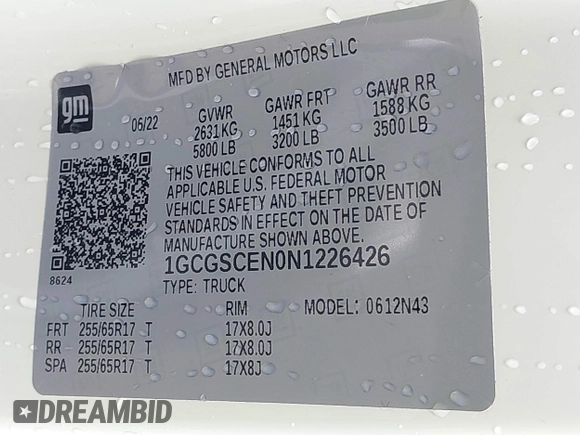 MFD BY GENERAL MOTORS LLC
gm
06/22
GVWR GAWR FRT GAWR RR
2631 KG 1451 KG 1588 KG
5800 LB 3200 LB 3500 LB
THIS VEHICLE CONFORMS TO ALL
APPLICABLE U.S. FEDERAL MOTOR
VEHICLE SAFETY AND THEFT PREVENTION
STANDARDS IN EFFECT ON THE DATE OF
MANUFACTURE SHOWN ABOVE.
8624
1GCGSCEN0N1226426
TYPE: TRUCK
TIRE SIZE RIM MODEL: 0612N43
FRT 255/65R17 T 17X8.0J
RR 255/65R17 T 17X8.0J
SPA 255/65R17 T 17X8J
DREAMBID